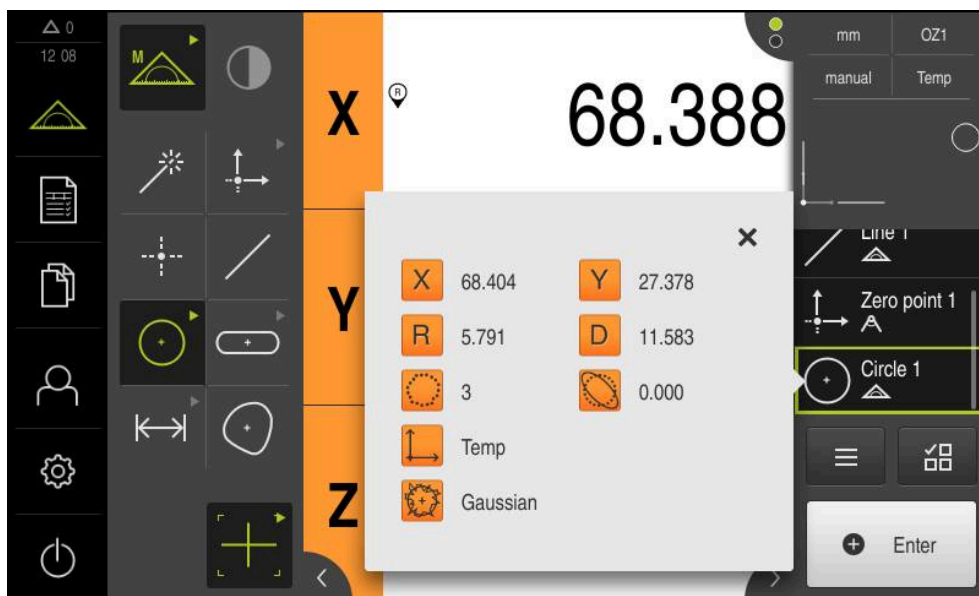 0
12 08
M
X
R
68.388
Y
Z
X 68.404 Y 27.378
R 5.791 D 11.583
3 0.000
Temp
Gaussian
mm OZ1
manual Temp
Line 1
Zero point 1
Circle 1
Enter